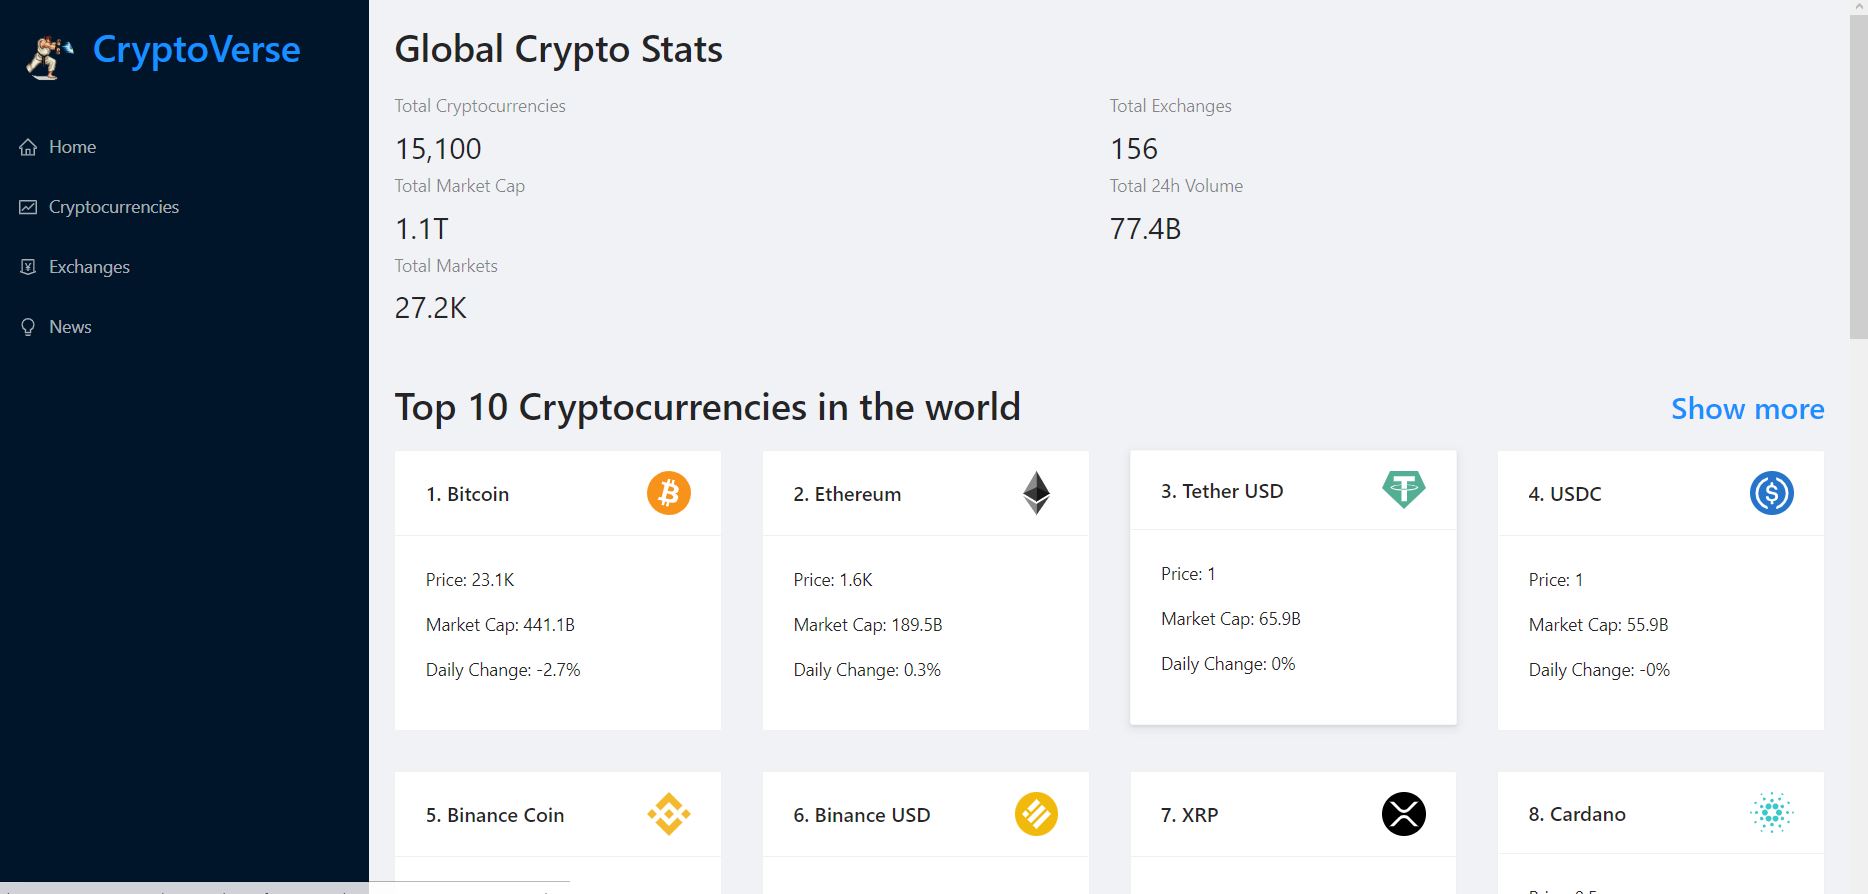 CryptoVerse
Home
Cryptocurrencies
Exchanges
News
Global Crypto Stats
Total Cryptocurrencies
15,100
Total Exchanges
156
Total Market Cap
1.1T
Total 24h Volume
77.4B
Total Markets
27.2K
Top 10 Cryptocurrencies in the world
Show more
1. Bitcoin
Price: 23.1K
Market Cap: 441.1B
Daily Change: -2.7%
2. Ethereum
Price: 1.6K
Market Cap: 189.5B
Daily Change: 0.3%
3. Tether USD
Price: 1
Market Cap: 65.9B
Daily Change: 0%
4. USDC
Price: 1
Market Cap: 55.9B
Daily Change: -0%
5. Binance Coin
6. Binance USD
7. XRP
8. Cardano